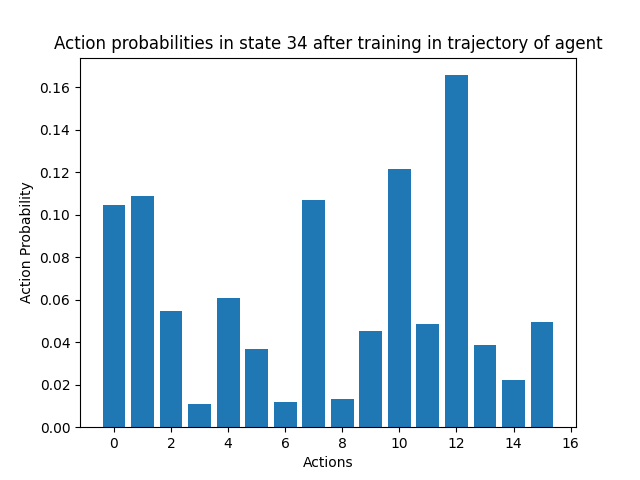 Action probabilities in state 34 after training in trajectory of agent
0.16
0.14
0.12
0.10
0.08
0.06
0.04
0.02
0.00
Action Probability
0 2 4 6 8 10 12 14 16
Actions